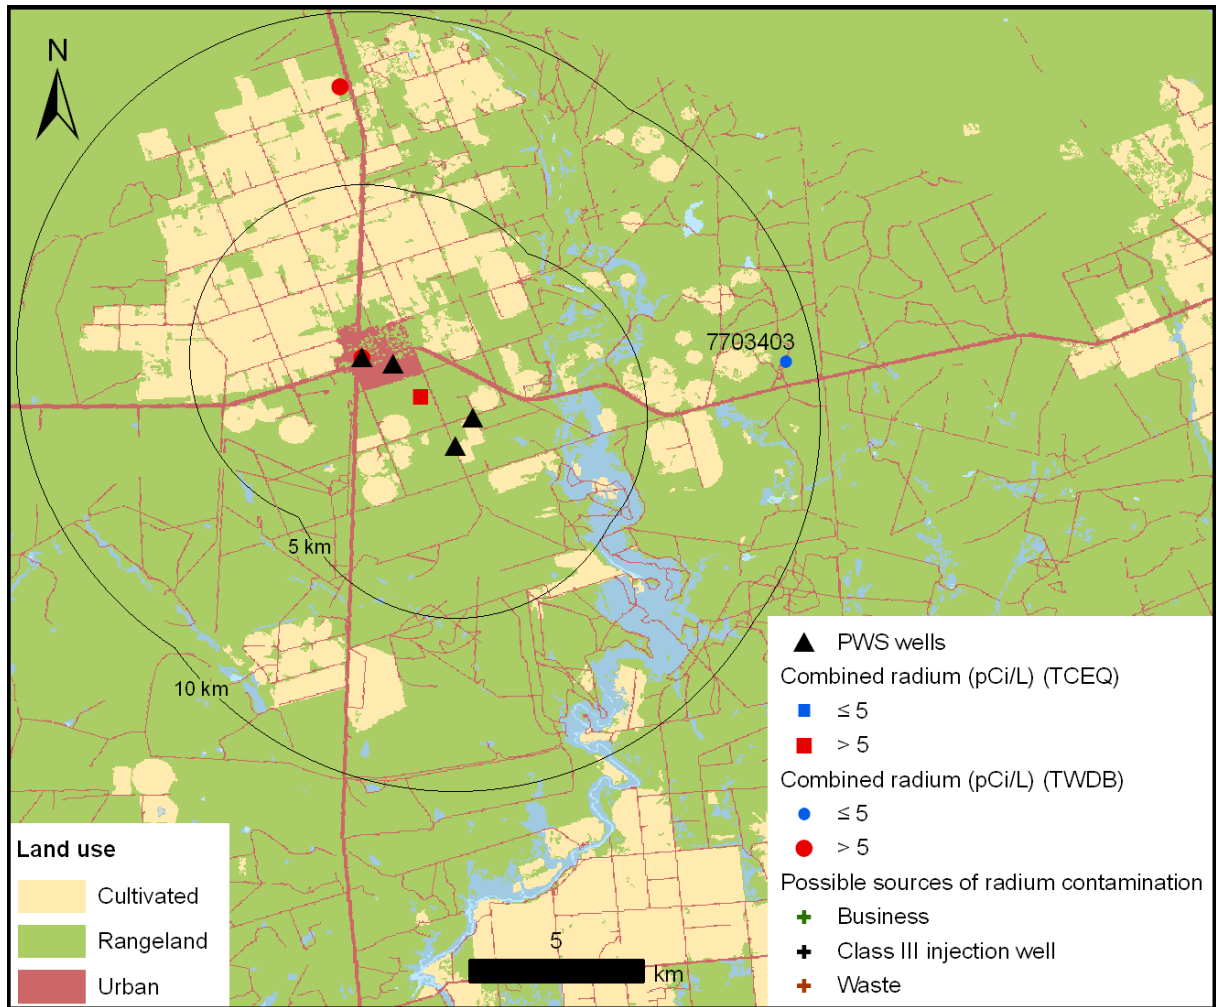 N
7703403
5 km
10 km
PWS wells
Combined radium (pCi/L) (TCEQ)
≤ 5
> 5
Combined radium (pCi/L) (TWDB)
≤ 5
> 5
Possible sources of radium contamination
Business
Class III injection well
Waste
Land use
Cultivated
Rangeland
Urban
5
km